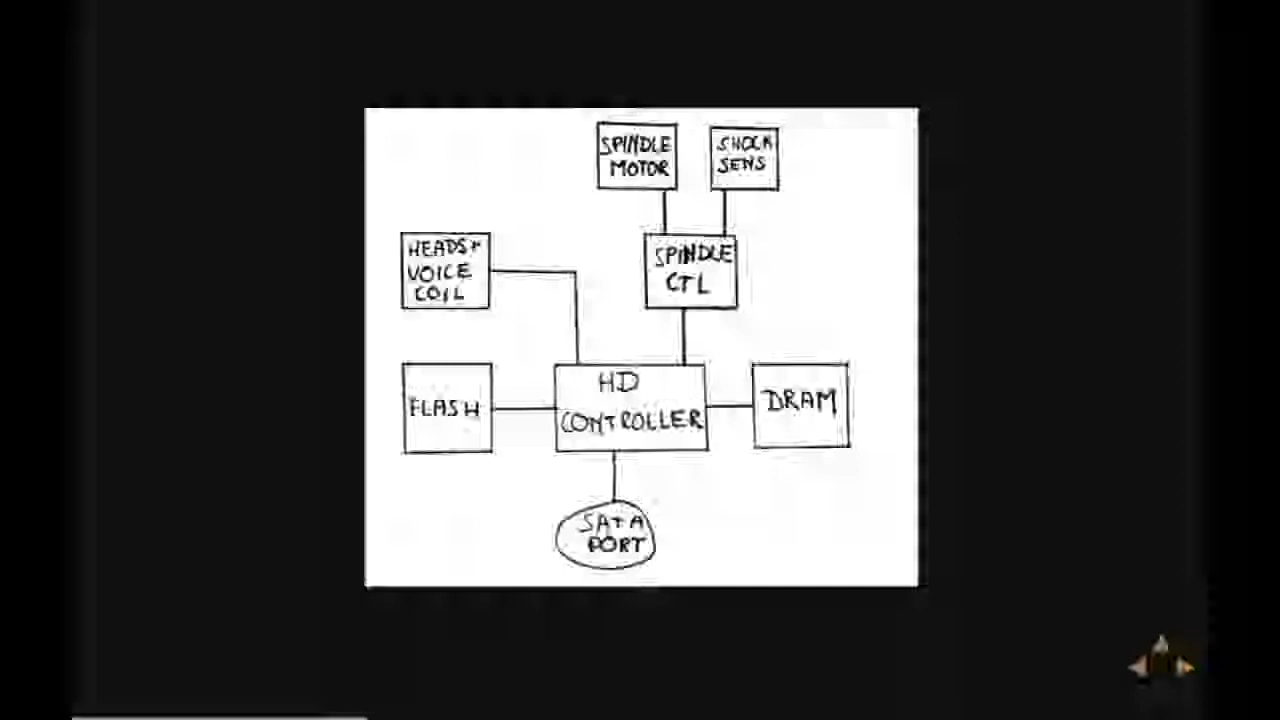 SPINDLE
MOTOR
SHOCK
SENS
HEADS+
VOICE
COIL
SPINDLE
CTL
FLASH
HD
CONTROLLER
DRAM
SATA
PORT